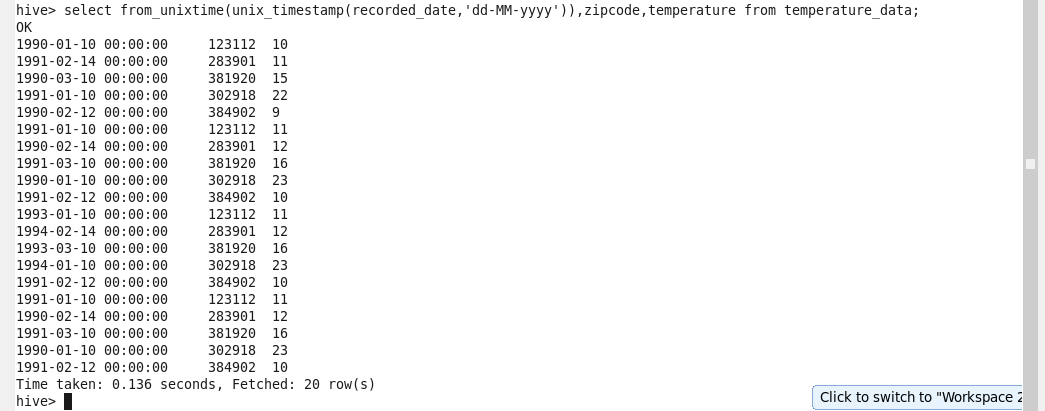 hive> select from_unixtime(unix_timestamp(recorded_date,'dd-MM-yyyy')),zipcode,temperature from temperature_data;
OK
1990-01-10 00:00:00     123112  10
1991-02-14 00:00:00     283901  11
1990-03-10 00:00:00     381920  15
1991-01-10 00:00:00     302918  22
1990-02-12 00:00:00     384902  9
1991-01-10 00:00:00     123112  11
1990-02-14 00:00:00     283901  12
1991-03-10 00:00:00     381920  16
1990-01-10 00:00:00     302918  23
1991-02-12 00:00:00     384902  10
1993-01-10 00:00:00     123112  11
1994-02-14 00:00:00     283901  12
1993-03-10 00:00:00     381920  16
1994-01-10 00:00:00     302918  23
1991-02-12 00:00:00     384902  10
1991-01-10 00:00:00     123112  11
1990-02-14 00:00:00     283901  12
1991-03-10 00:00:00     381920  16
1990-01-10 00:00:00     302918  23
1991-02-12 00:00:00     384902  10
Time taken: 0.136 seconds, Fetched: 20 row(s)
hive>
Click to switch to "Workspace 2